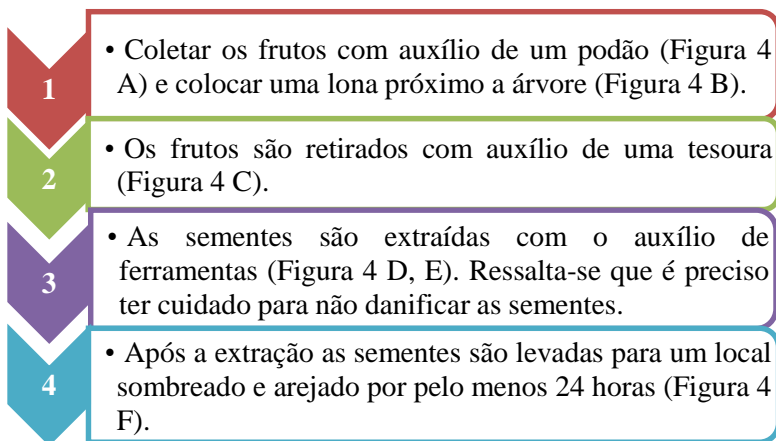 1
• Coletar os frutos com auxílio de um podão (Figura 4
A) e colocar uma lona próximo a árvore (Figura 4 B).
2
• Os frutos são retirados com auxílio de uma tesoura
(Figura 4 C).
3
• As sementes são extraídas com o auxílio de
ferramentas (Figura 4 D, E). Ressalta-se que é preciso
ter cuidado para não danificar as sementes.
4
• Após a extração as sementes são levadas para um local
sombreado e arejado por pelo menos 24 horas (Figura 4
F).